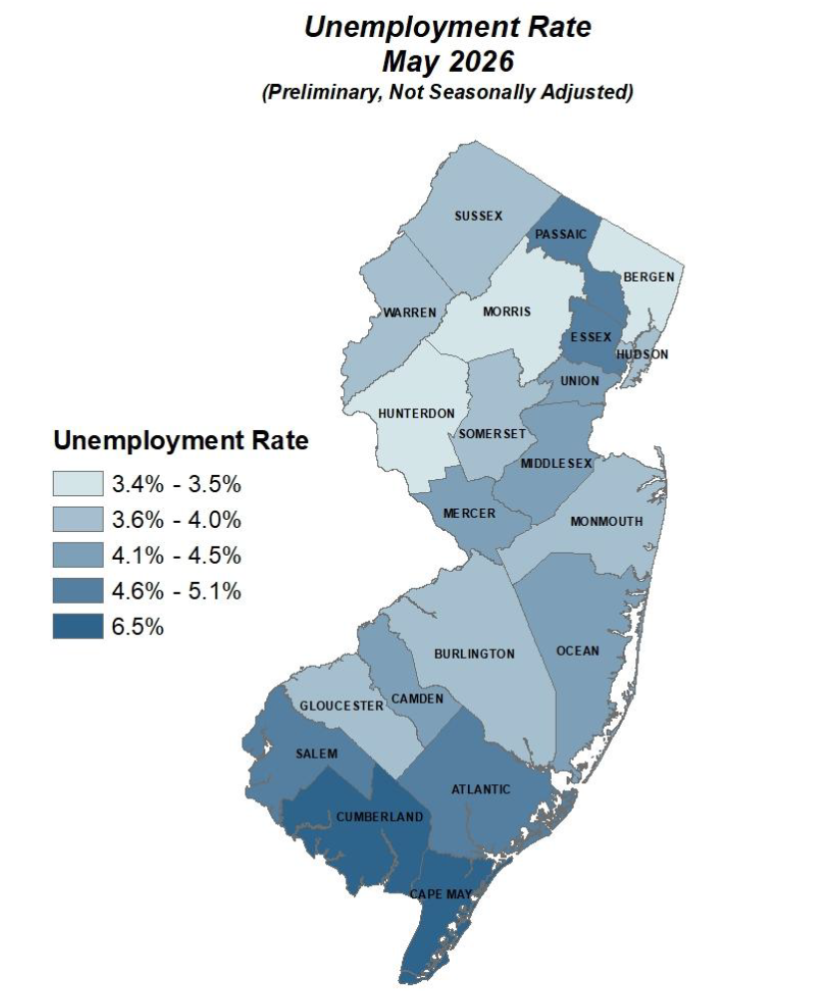 Unemployment Rate
May 2026
(Preliminary, Not Seasonally Adjusted)
SUSSEX
PASSAIC
BERGEN
WARREN
MORRIS
ESSEX
HUDSON
UNION
HUNTERDON
SOMERSET
MIDDLESEX
MERCER
MONMOUTH
Unemployment Rate
3.4% - 3.5%
3.6% - 4.0%
4.1% - 4.5%
4.6% - 5.1%
6.5%
BURLINGTON
OCEAN
CAMDEN
GLOUCESTER
SALEM
ATLANTIC
CUMBERLAND
CAPE MAY